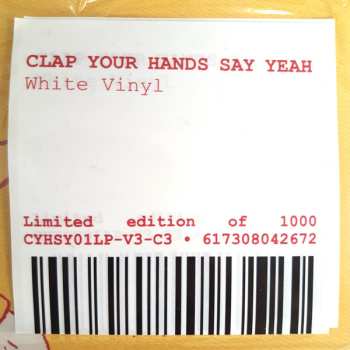 CLAP YOUR HANDS SAY YEAH
White Vinyl
Limited edition of 1000
CYHSY01LP-V3-C3 • 617308042672